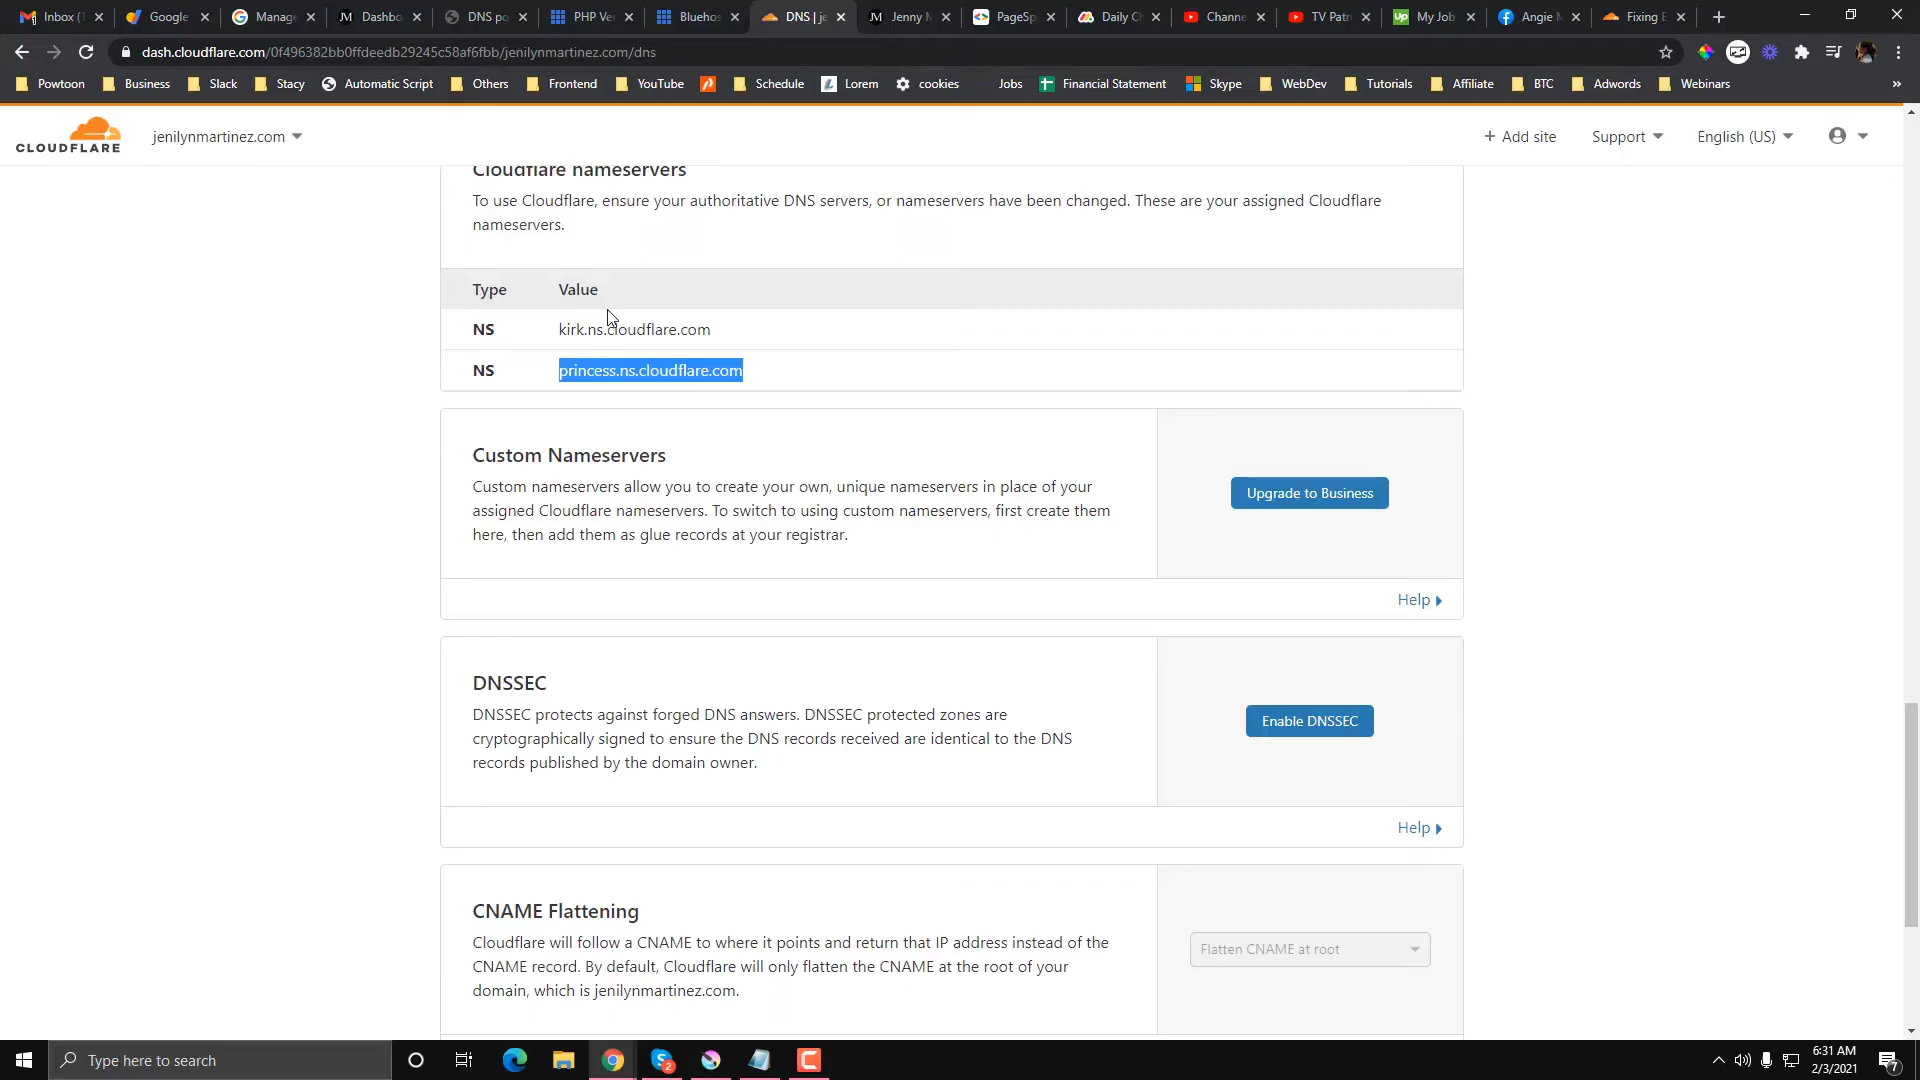 Inbox (1
Google
Manage
Dashbo
DNS po
PHP Ve
Bluehos
DNS | je
Jenny M
PageSp
Daily Cl
Channe
TV Patr
My Job
Angie M
Fixing E
dash.cloudflare.com/0f496382bb0ffdeedb29245c58af6fbb/jenilynmartinez.com/dns
Powtoon
Business
Slack
Stacy
Automatic Script
Others
Frontend
YouTube
Schedule
Lorem
cookies
Jobs
Financial Statement
Skype
WebDev
Tutorials
Affiliate
BTC
Adwords
Webinars
»
CLOUDFLARE
jenilynmartinez.com
+ Add site
Support
English (US)
Cloudflare nameservers
To use Cloudflare, ensure your authoritative DNS servers, or nameservers have been changed. These are your assigned Cloudflare
nameservers.
Type Value
NS kirk.ns.cloudflare.com
NS princess.ns.cloudflare.com
Custom Nameservers
Custom nameservers allow you to create your own, unique nameservers in place of your
assigned Cloudflare nameservers. To switch to using custom nameservers, first create them
here, then add them as glue records at your registrar.
Upgrade to Business
Help
DNSSEC
DNSSEC protects against forged DNS answers. DNSSEC protected zones are
cryptographically signed to ensure the DNS records received are identical to the DNS
records published by the domain owner.
Enable DNSSEC
Help
CNAME Flattening
Cloudflare will follow a CNAME to where it points and return that IP address instead of the
CNAME record. By default, Cloudflare will only flatten the CNAME at the root of your
domain, which is jenilynmartinez.com.
Flatten CNAME at root
Type here to search
2
6:31 AM
2/3/2021
7